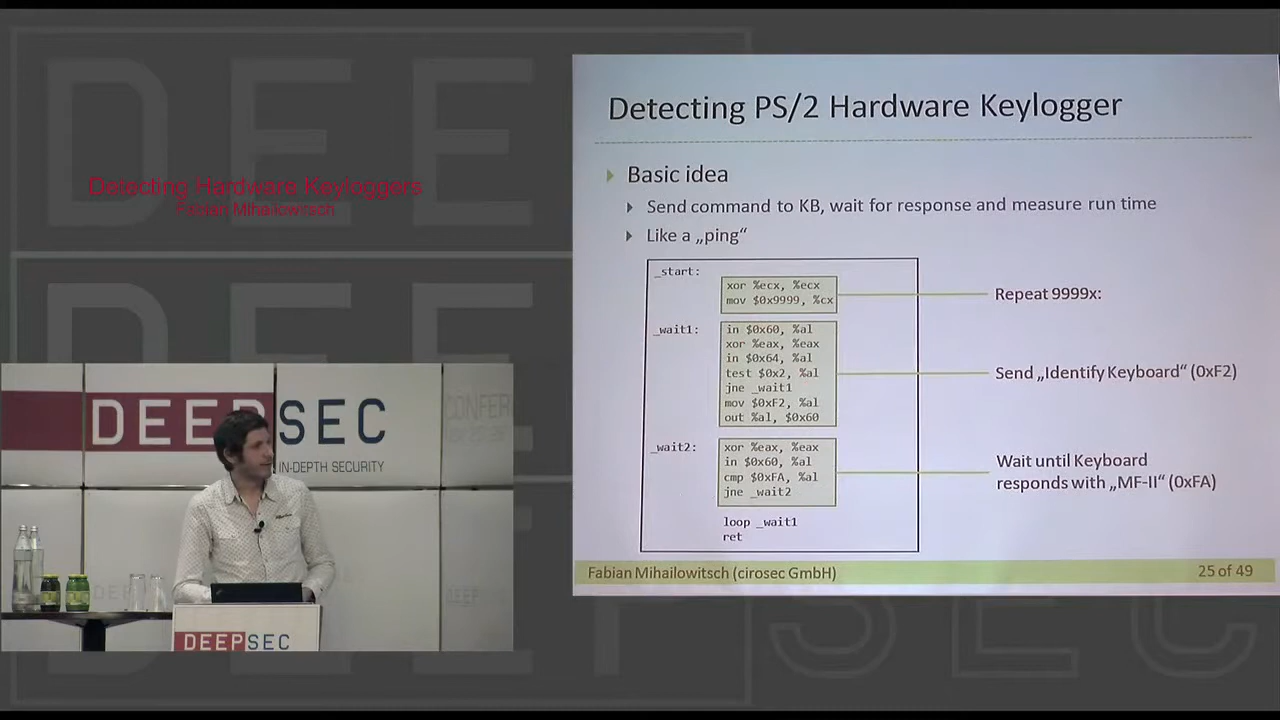 Detecting Hardware Keyloggers
Fabian Mihailowitsch
DEEPSEC
IN-DEPTH SECURITY
CONFER
DEEPSEC
Detecting PS/2 Hardware Keylogger
Basic idea
Send command to KB, wait for response and measure run time
Like a „ping“
_start:
xor %ecx, %ecx
mov $0x9999, %cx
Repeat 9999x:
_wait1:
in $0x60, %al
xor %eax, %eax
in $0x64, %al
test $0x2, %al
jne _wait1
mov $0xF2, %al
out %al, $0x60
Send „Identify Keyboard“ (0xF2)
_wait2:
xor %eax, %eax
in $0x60, %al
cmp $0xFA, %al
jne _wait2
Wait until Keyboard
responds with „MF-II“ (0xFA)
loop _wait1
ret
Fabian Mihailowitsch (cirosec GmbH)
25 of 49